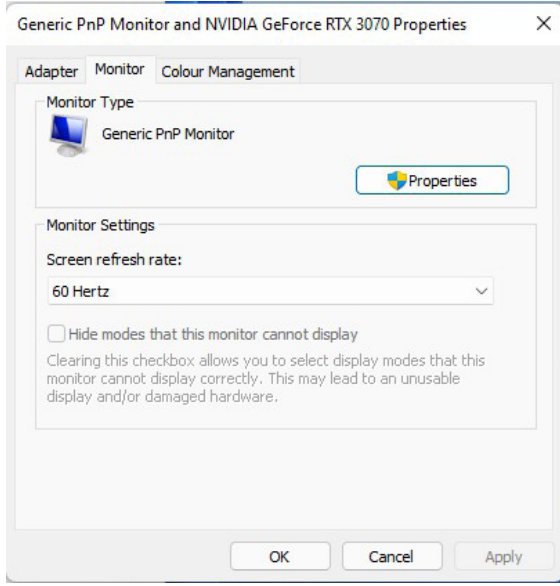 Generic PnP Monitor and NVIDIA GeForce RTX 3070 Properties
Adapter Monitor Colour Management
Monitor Type
Generic PnP Monitor
Properties
Monitor Settings
Screen refresh rate:
60 Hertz
Hide modes that this monitor cannot display
Clearing this checkbox allows you to select display modes that this
monitor cannot display correctly. This may lead to an unusable
display and/or damaged hardware.
OK Cancel Apply